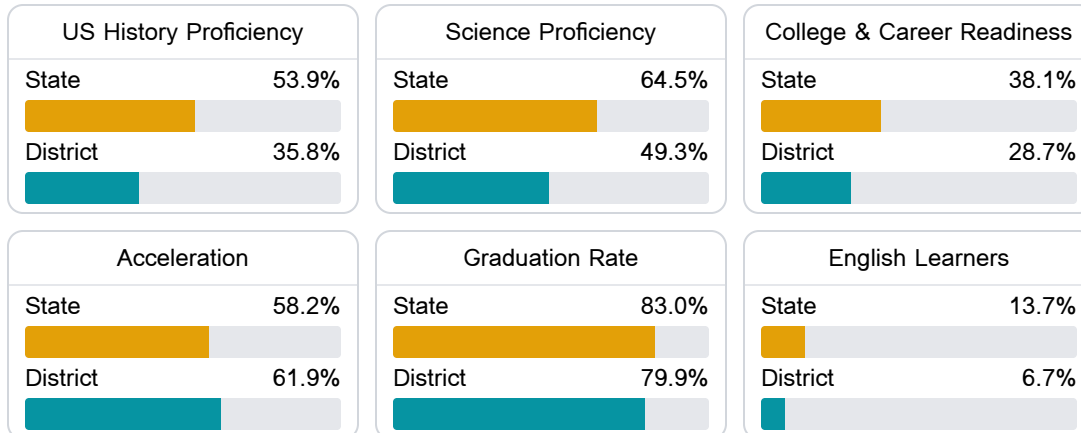 US History Proficiency
State 53.9%
District 35.8%
Science Proficiency
State 64.5%
District 49.3%
College & Career Readiness
State 38.1%
District 28.7%
Acceleration
State 58.2%
District 61.9%
Graduation Rate
State 83.0%
District 79.9%
English Learners
State 13.7%
District 6.7%